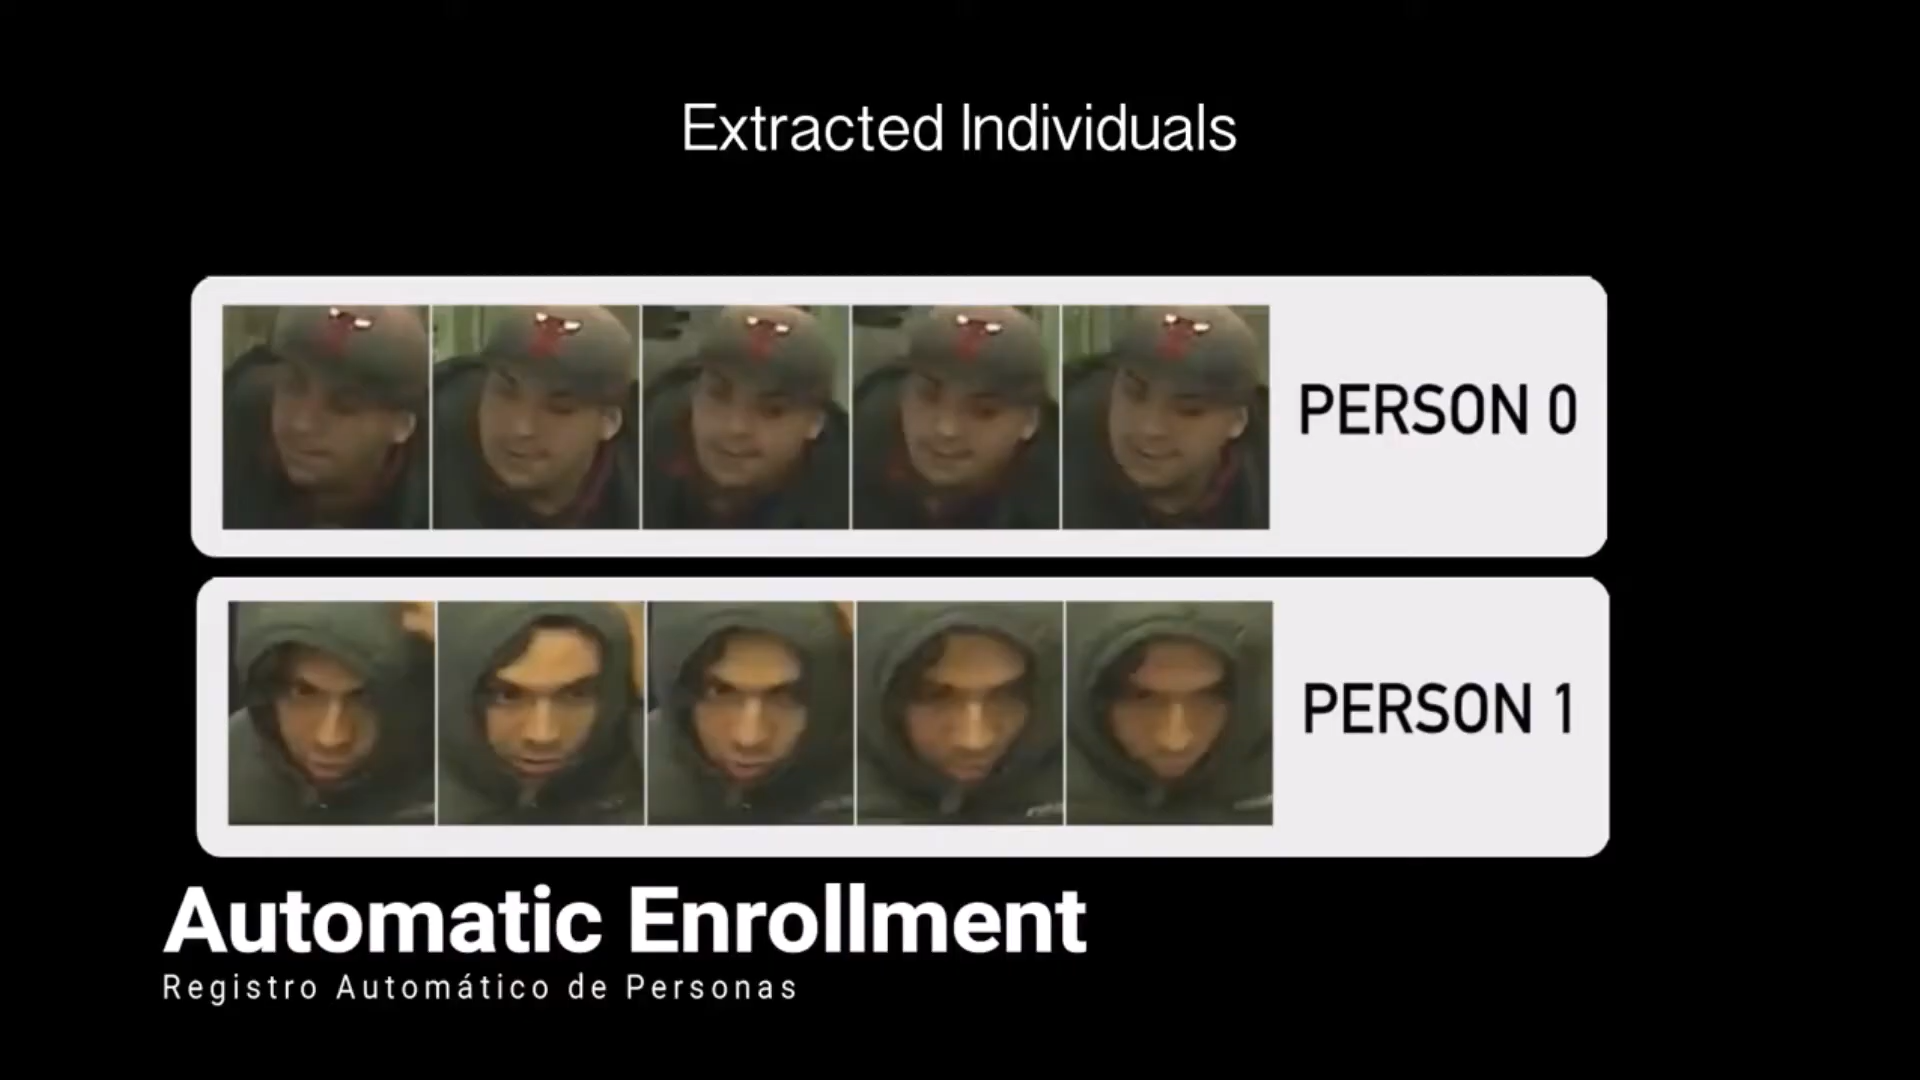 Extracted Individuals
PERSON 0
PERSON 1
Automatic Enrollment
Registro Automático de Personas